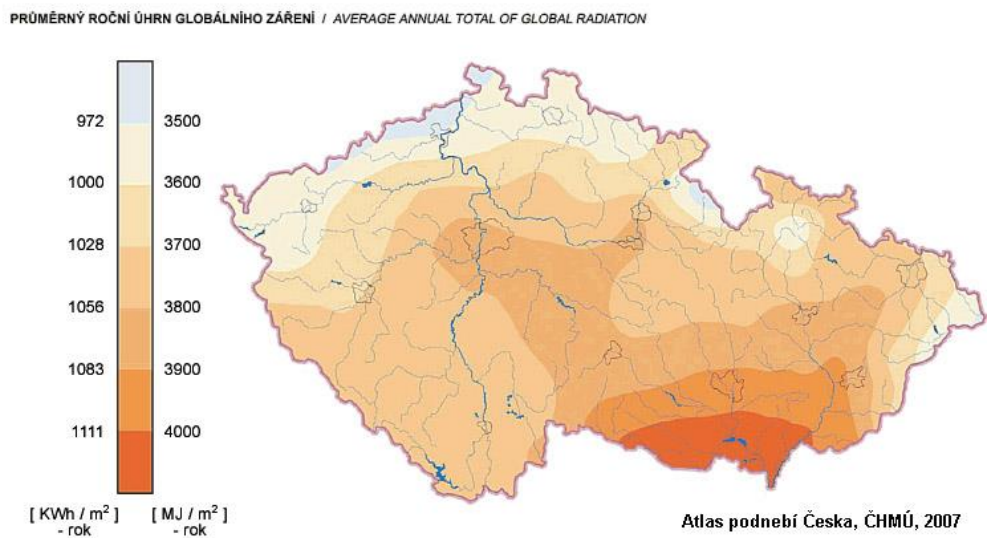 PRŮMĚRNÝ ROČNÍ ÚHRN GLOBÁLNÍHO ZÁŘENÍ / AVERAGE ANNUAL TOTAL OF GLOBAL RADIATION
972 3500
1000 3600
1028 3700
1056 3800
1083 3900
1111 4000
[ KWh / m² ] [ MJ / m² ]
- rok - rok
Atlas podnebí Česka, ČHMÚ, 2007